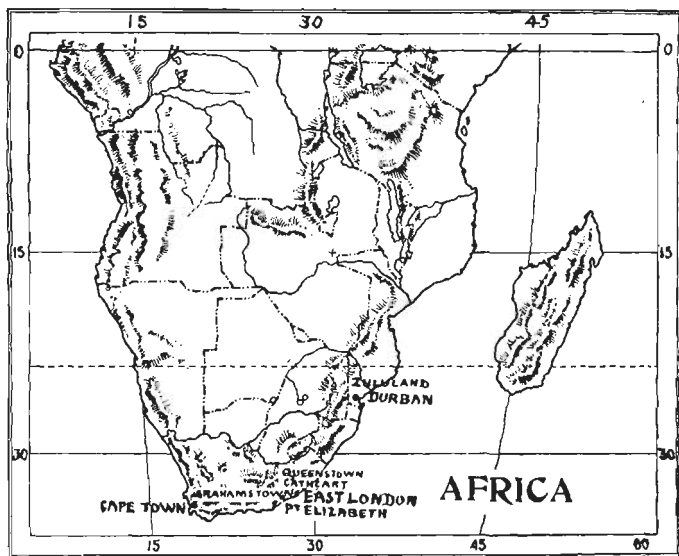 15 30 45
0 0
15 15
ZULULAND
DURBAN
30 30
QUEENSTOWN
CATHCART
GRAHAMSTOWN EAST LONDON
CAPE TOWN PT ELIZABETH
AFRICA
15 30 45 60